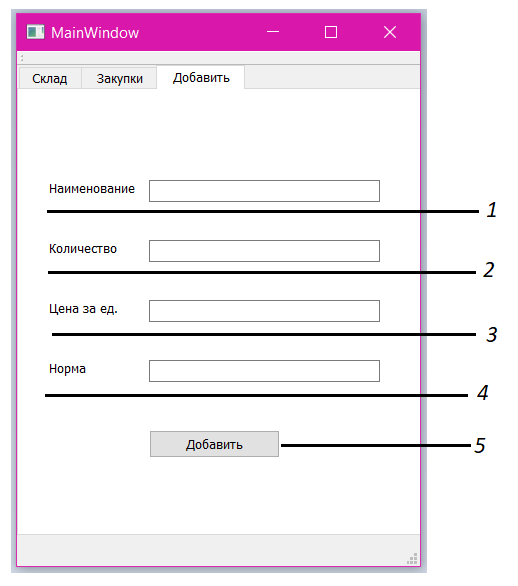 MainWindow
Склад Закупки Добавить
Наименование
1
Количество
2
Цена за ед.
3
Норма
4
Добавить 5